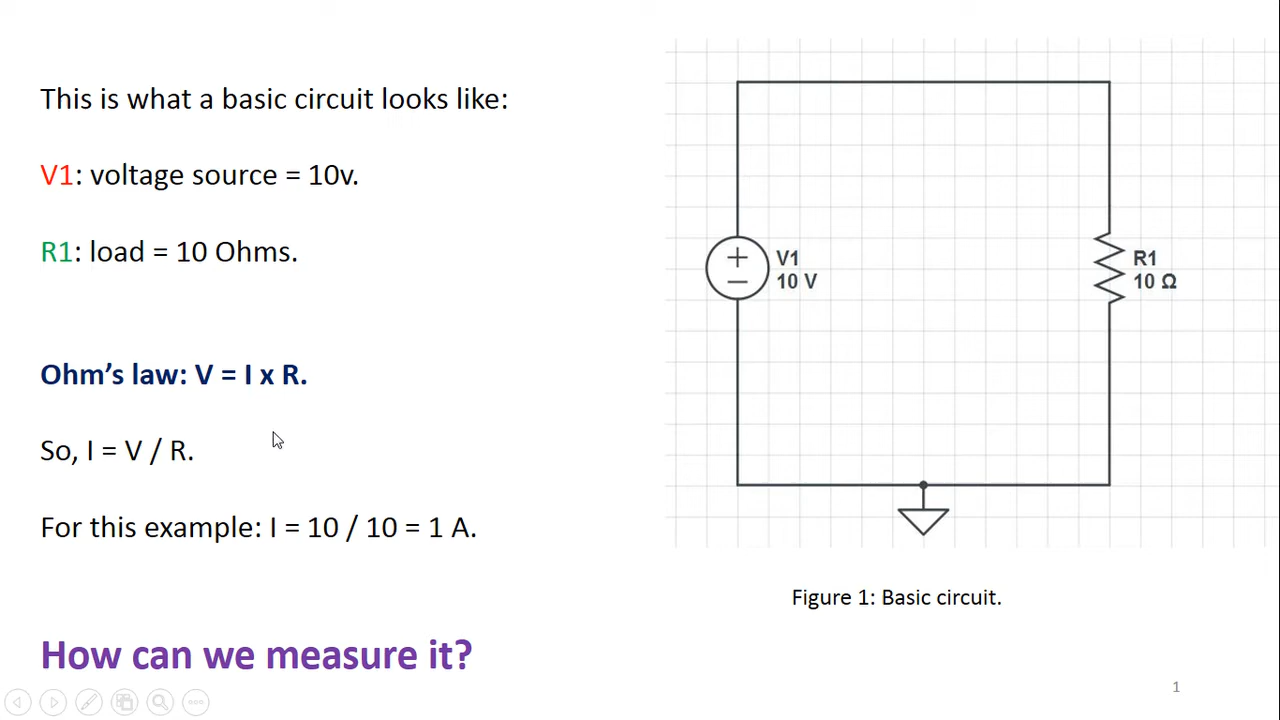 This is what a basic circuit looks like:
V1: voltage source = 10v.
R1: load = 10 Ohms.
Ohm’s law: V = I x R.
So, I = V / R.
For this example: I = 10 / 10 = 1 A.
How can we measure it?
+
−
V1
10 V
R1
10 Ω
Figure 1: Basic circuit.
1